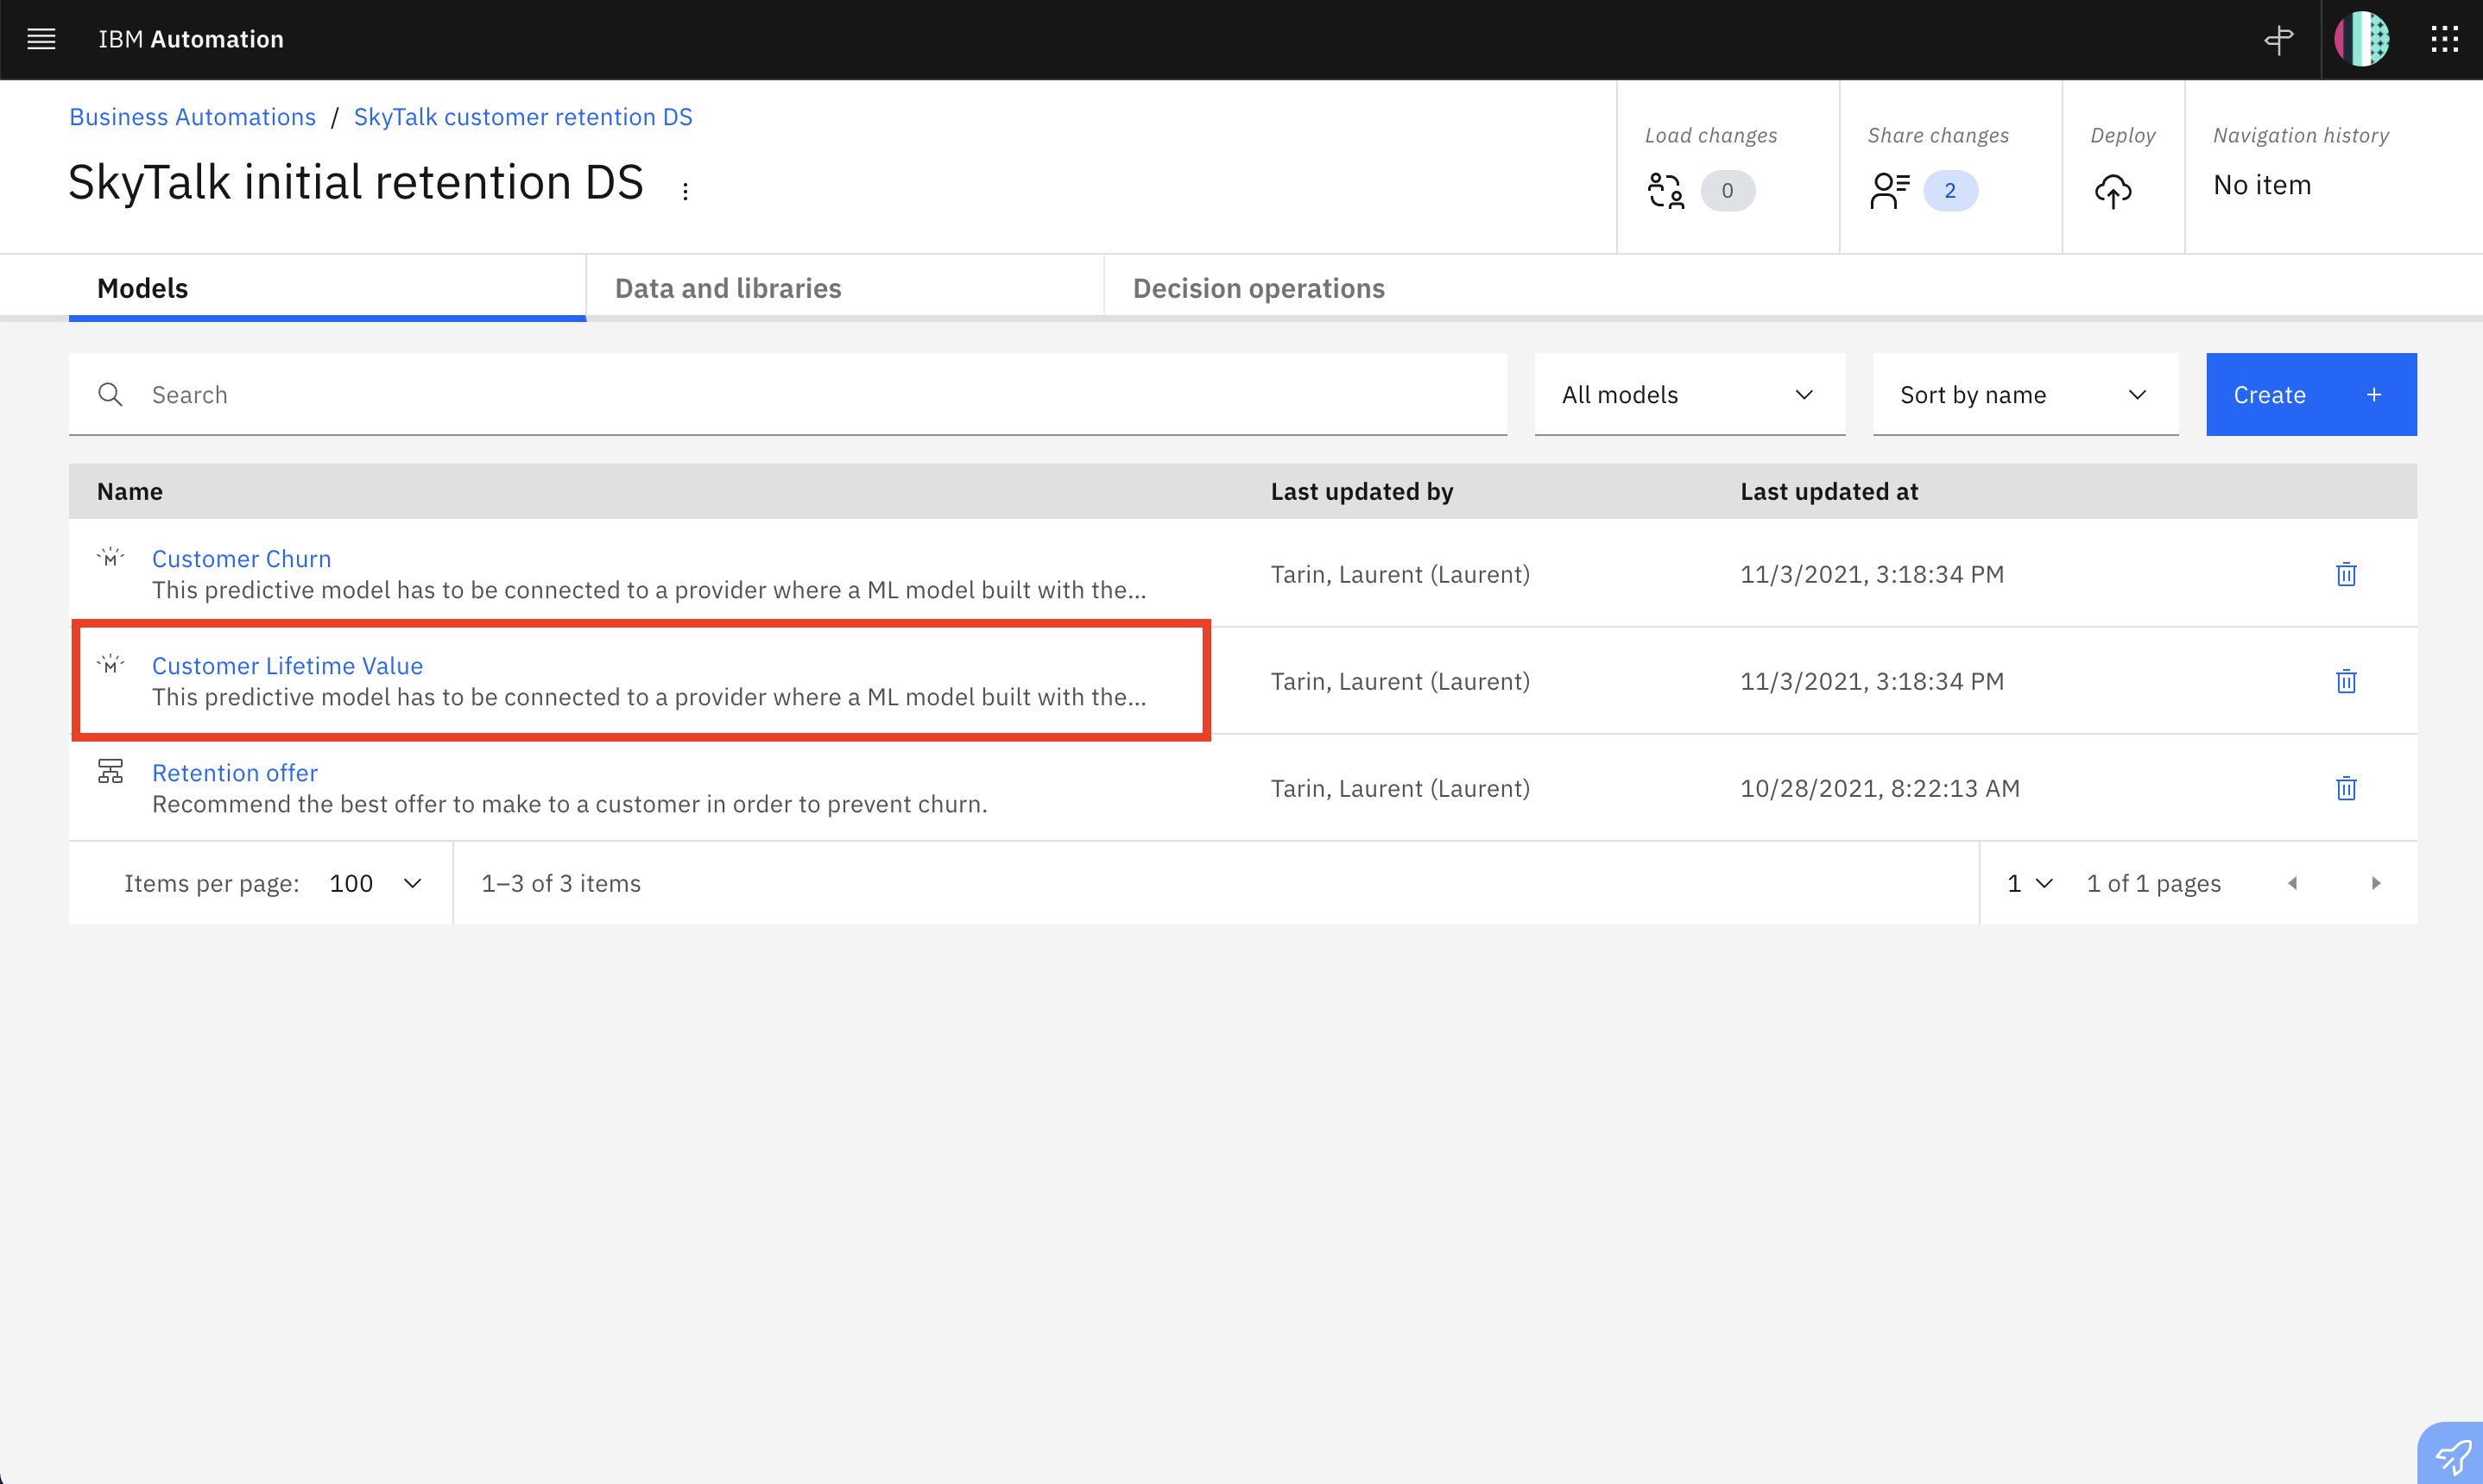 IBM Automation
Business Automations / SkyTalk customer retention DS
SkyTalk initial retention DS
Load changes
0
Share changes
2
Deploy
Navigation history
No item
Models
Data and libraries
Decision operations
Search
All models
Sort by name
Create +
Name
Last updated by
Last updated at
M
Customer Churn
This predictive model has to be connected to a provider where a ML model built with the...
Tarin, Laurent (Laurent)
11/3/2021, 3:18:34 PM
M
Customer Lifetime Value
This predictive model has to be connected to a provider where a ML model built with the...
Tarin, Laurent (Laurent)
11/3/2021, 3:18:34 PM
Retention offer
Recommend the best offer to make to a customer in order to prevent churn.
Tarin, Laurent (Laurent)
10/28/2021, 8:22:13 AM
Items per page: 100
1–3 of 3 items
1
1 of 1 pages